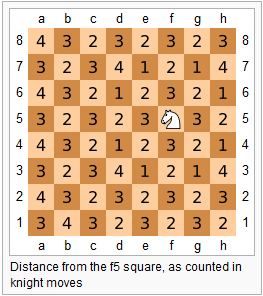 a b c d e f g h
8 4 3 2 3 2 3 2 3 8
7 3 2 3 4 1 2 1 4 7
6 4 3 2 1 2 3 2 1 6
5 3 2 3 2 3 3 2 5
4 4 3 2 1 2 3 2 1 4
3 3 2 3 4 1 2 1 4 3
2 4 3 2 3 2 3 2 3 2
1 3 4 3 2 3 2 3 2 1
a b c d e f g h
Distance from the f5 square, as counted in
knight moves